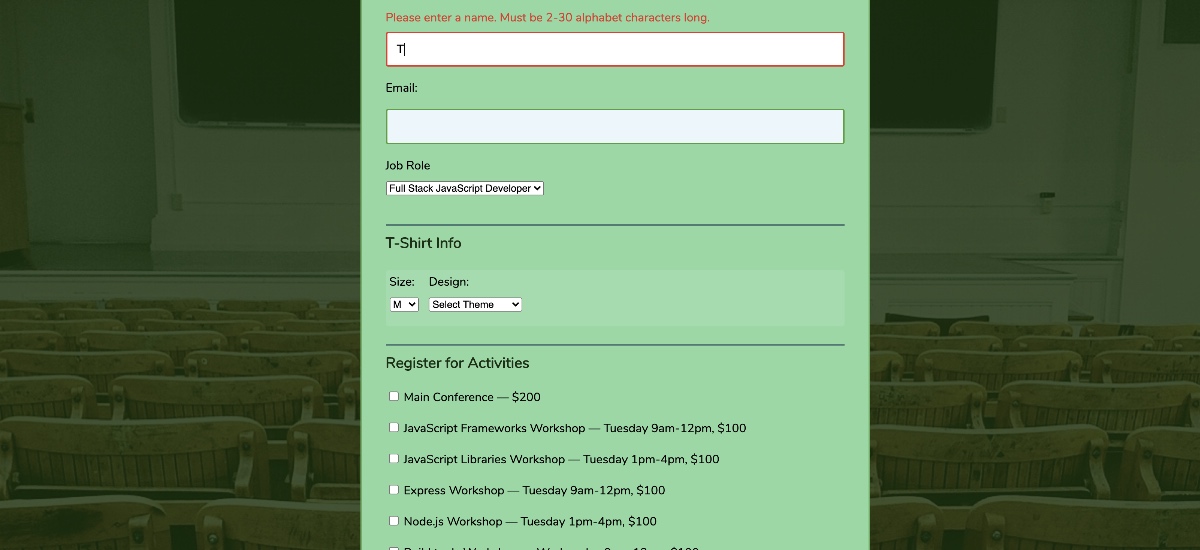 Please enter a name. Must be 2-30 alphabet characters long.
T
Email:
Job Role
Full Stack JavaScript Developer
T-Shirt Info
Size: Design:
M Select Theme
Register for Activities
Main Conference — $200
JavaScript Frameworks Workshop — Tuesday 9am-12pm, $100
JavaScript Libraries Workshop — Tuesday 1pm-4pm, $100
Express Workshop — Tuesday 9am-12pm, $100
Node.js Workshop — Tuesday 1pm-4pm, $100